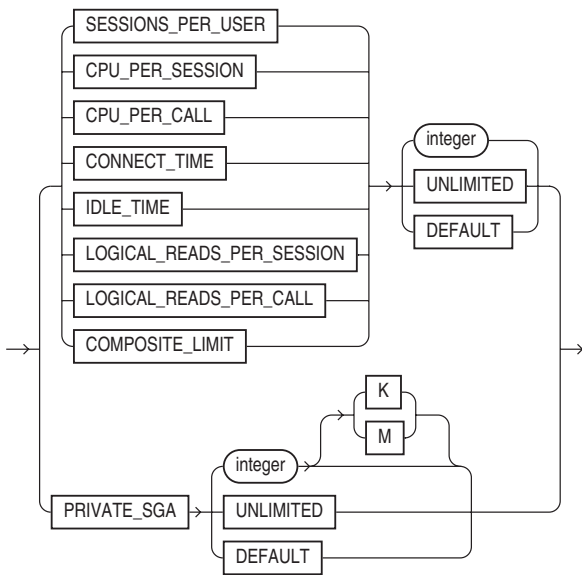 SESSIONS_PER_USER
CPU_PER_SESSION
CPU_PER_CALL
CONNECT_TIME
IDLE_TIME
LOGICAL_READS_PER_SESSION
LOGICAL_READS_PER_CALL
COMPOSITE_LIMIT
integer
UNLIMITED
DEFAULT
PRIVATE_SGA
integer
K
M
UNLIMITED
DEFAULT